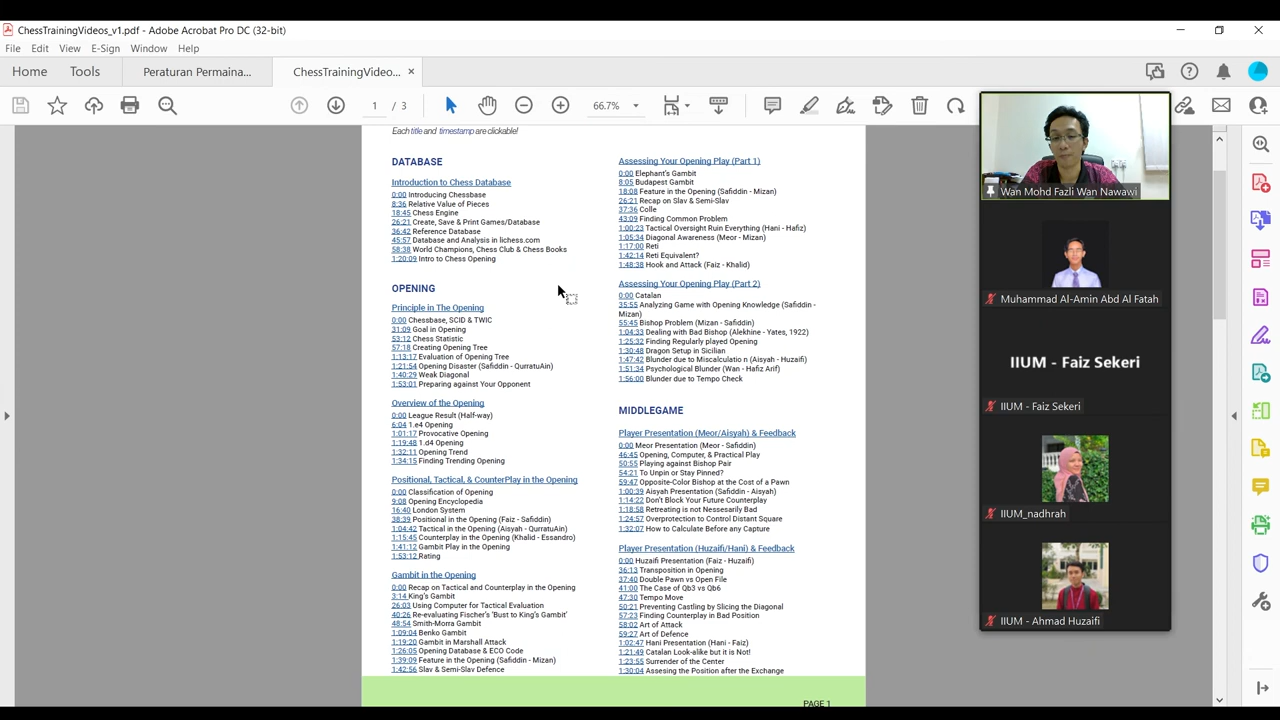 ChessTrainingVideos_v1.pdf - Adobe Acrobat Pro DC (32-bit)
File Edit View E-Sign Window Help
Home Tools Peraturan Permaina... ChessTrainingVideo... ×
1 / 3 66.7%
Each title and timestamp are clickable!
DATABASE
Introduction to Chess Database
0:00 Introducing Chessbase
8:36 Relative Value of Pieces
18:45 Chess Engine
26:21 Create, Save & Print Games/Database
36:42 Reference Database
45:57 Database and Analysis in lichess.com
58:38 World Champions, Chess Club & Chess Books
1:20:09 Intro to Chess Opening
OPENING
Principle in The Opening
0:00 Chessbase, SCID & TWIC
31:09 Goal in Opening
53:12 Chess Statistic
57:18 Creating Opening Tree
1:13:17 Evaluation of Opening Tree
1:21:54 Opening Disaster (Safiddin - QurratuAin)
1:40:29 Weak Diagonal
1:53:01 Preparing against Your Opponent
Overview of the Opening
0:00 League Result (Half-way)
6:04 1.e4 Opening
1:01:17 Provocative Opening
1:19:48 1.d4 Opening
1:32:11 Opening Trend
1:34:15 Finding Trending Opening
Positional, Tactical, & CounterPlay in the Opening
0:00 Classification of Opening
9:08 Opening Encyclopedia
16:40 London System
38:39 Positional in the Opening (Faiz - Safiddin)
1:04:42 Tactical in the Opening (Aisyah - QurratuAin)
1:15:45 Counterplay in the Opening (Khalid - Essandro)
1:41:12 Gambit Play in the Opening
1:53:12 Rating
Gambit in the Opening
0:00 Recap on Tactical and Counterplay in the Opening
3:14 King's Gambit
26:03 Using Computer for Tactical Evaluation
40:26 Re-evaluating Fischer's 'Bust to King's Gambit'
48:54 Smith-Morra Gambit
1:09:04 Benko Gambit
1:19:20 Gambit in Marshall Attack
1:26:05 Opening Database & ECO Code
1:39:09 Feature in the Opening (Safiddin - Mizan)
1:42:56 Slav & Semi-Slav Defence
Assessing Your Opening Play (Part 1)
0:00 Elephant's Gambit
8:05 Budapest Gambit
18:08 Feature in the Opening (Safiddin - Mizan)
26:21 Recap on Slav & Semi-Slav
37:36 Colle
43:09 Finding Common Problem
1:00:23 Tactical Oversight Ruin Everything (Hani - Hafiz)
1:05:34 Diagonal Awareness (Meor - Mizan)
1:17:00 Reti
1:42:14 Reti Equivalent?
1:48:38 Hook and Attack (Faiz - Khalid)
Assessing Your Opening Play (Part 2)
0:00 Catalan
35:55 Analyzing Game with Opening Knowledge (Safiddin -
Mizan)
55:45 Bishop Problem (Mizan - Safiddin)
1:04:33 Dealing with Bad Bishop (Alekhine - Yates, 1922)
1:25:32 Finding Regularly played Opening
1:30:48 Dragon Setup in Sicilian
1:47:42 Blunder due to Miscalculatio n (Aisyah - Huzaifi)
1:51:34 Psychological Blunder (Wan - Hafiz Arif)
1:56:00 Blunder due to Tempo Check
MIDDLEGAME
Player Presentation (Meor/Aisyah) & Feedback
0:00 Meor Presentation (Meor - Safiddin)
46:45 Opening, Computer, & Practical Play
50:55 Playing against Bishop Pair
54:21 To Unpin or Stay Pinned?
59:47 Opposite-Color Bishop at the Cost of a Pawn
1:00:39 Aisyah Presentation (Safiddin - Aisyah)
1:14:22 Don't Block Your Future Counterplay
1:18:58 Retreating is not Nessesarily Bad
1:24:57 Overprotection to Control Distant Square
1:32:07 How to Calculate Before any Capture
Player Presentation (Huzaifi/Hani) & Feedback
0:00 Huzaifi Presentation (Faiz - Huzaifi)
36:13 Transposition in Opening
37:40 Double Pawn vs Open File
41:00 The Case of Qb3 vs Qb6
47:30 Tempo Move
50:21 Preventing Castling by Slicing the Diagonal
57:23 Finding Counterplay in Bad Position
58:02 Art of Attack
59:27 Art of Defence
1:02:47 Hani Presentation (Hani - Faiz)
1:21:49 Catalan Look-alike but it is Not!
1:23:55 Surrender of the Center
1:30:04 Assesing the Position after the Exchange
PAGE 1
Wan Mohd Fazli Wan Nawawi
Muhammad Al-Amin Abd Al Fatah
IIUM - Faiz Sekeri
IIUM - Faiz Sekeri
IIUM_nadhrah
IIUM - Ahmad Huzaifi